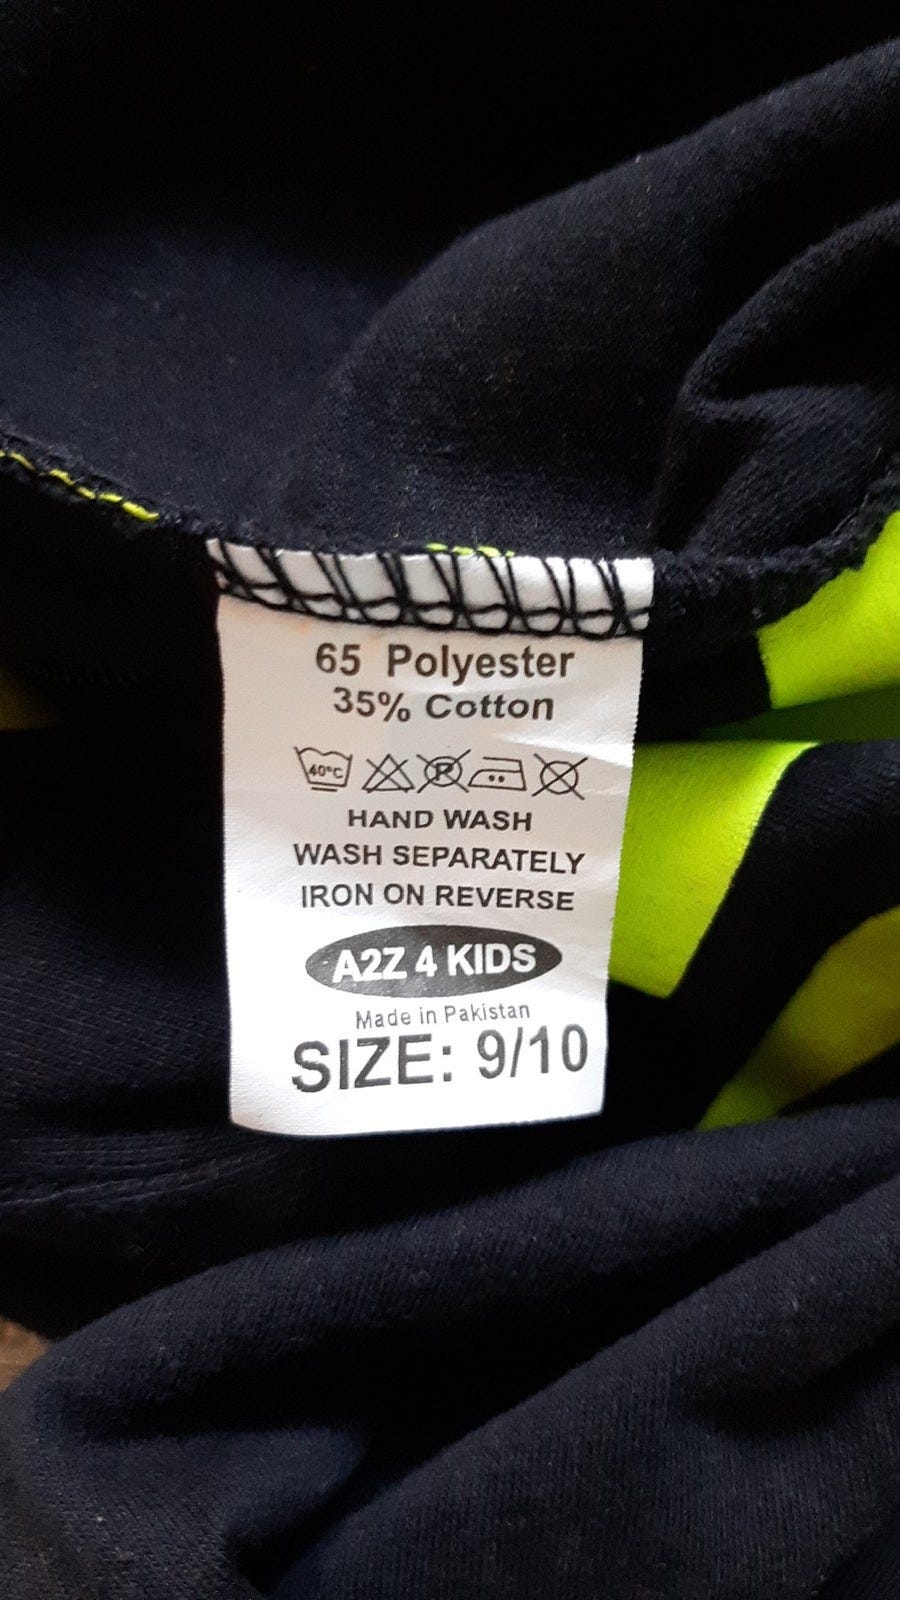 65 Polyester
35% Cotton
40°C P
HAND WASH
WASH SEPARATELY
IRON ON REVERSE
A2Z 4 KIDS
Made in Pakistan
SIZE: 9/10